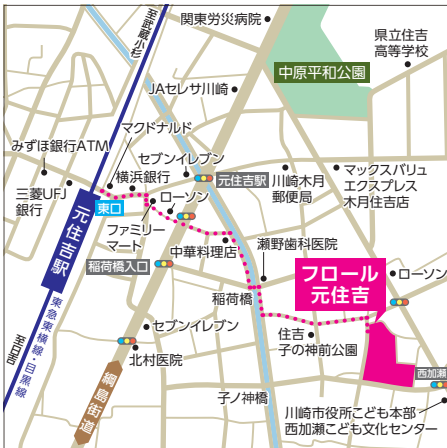 至武蔵小杉
関東労災病院
県立住吉
高等学校
中原平和公園
JAセレサ川崎
マクドナルド
みずほ銀行ATM
セブンイレブン
横浜銀行
元住吉駅
三菱UFJ
銀行
東口
ローソン
川崎木月
郵便局
マックスバリュ
エクスプレス
木月住吉店
ファミリー
マート
元住吉駅
中華料理店
瀬野歯科医院
稲荷橋入口
フロール
元住吉
ローソン
稲荷橋
東急東横線・目黒線
至日吉
セブンイレブン
住吉
子の神前公園
北村医院
西加瀬
綱島街道
子ノ神橋
川崎市役所こども本部
西加瀬こども文化センター